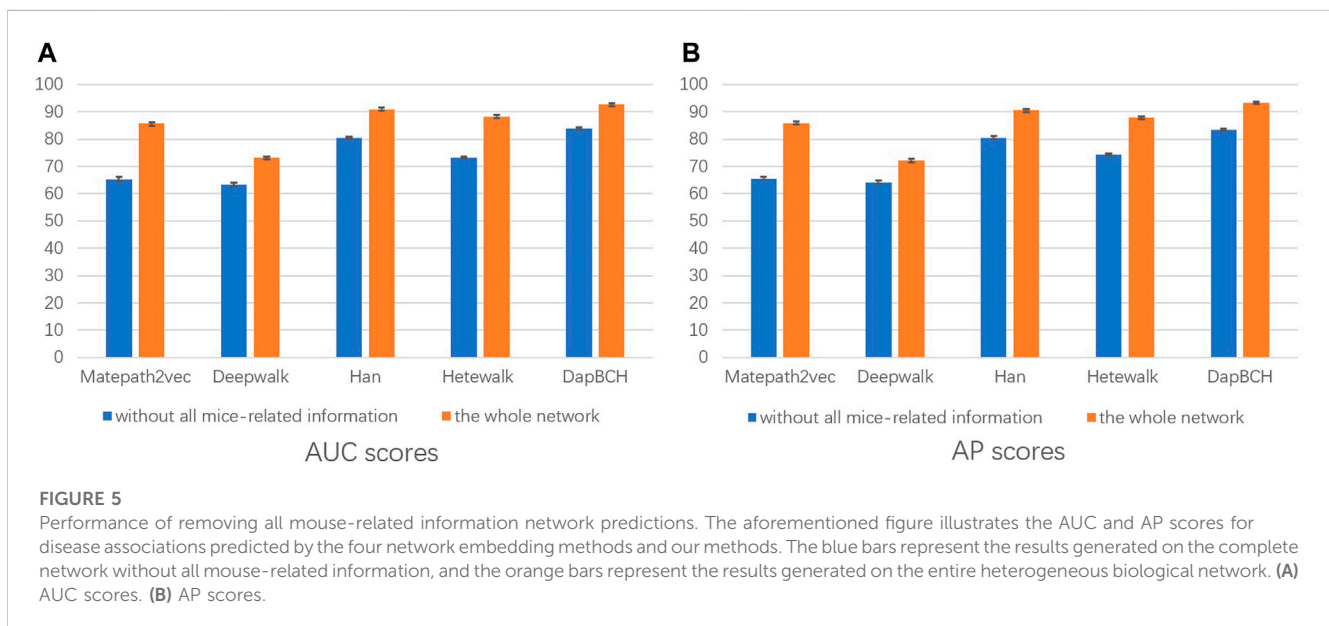 A
B
100
90
80
70
60
50
40
30
20
10
0
Matepath2vec Deepwalk Han Hetewalk DapBCH
without all mice-related information the whole network
AUC scores
100
90
80
70
60
50
40
30
20
10
0
Matepath2vec Deepwalk Han Hetewalk DapBCH
without all mice-related information the whole network
AP scores
FIGURE 5
Performance of removing all mouse-related information network predictions. The aforementioned figure illustrates the AUC and AP scores for
disease associations predicted by the four network embedding methods and our methods. The blue bars represent the results generated on the complete
network without all mouse-related information, and the orange bars represent the results generated on the entire heterogeneous biological network. (A)
AUC scores. (B) AP scores.